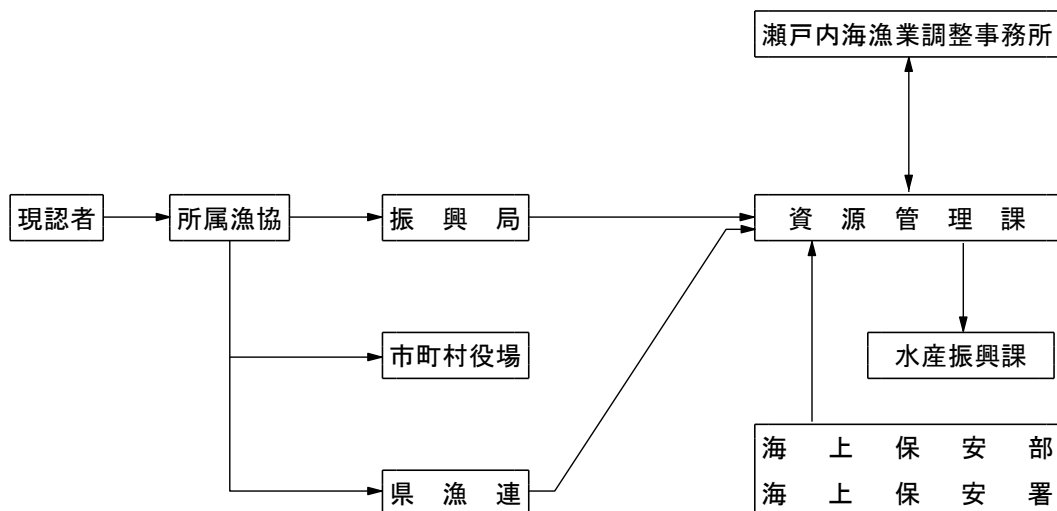 瀬戸内海漁業調整事務所
現認者
所属漁協
振興局
資源管理課
市町村役場
水産振興課
県漁連
海上保安部
海上保安署